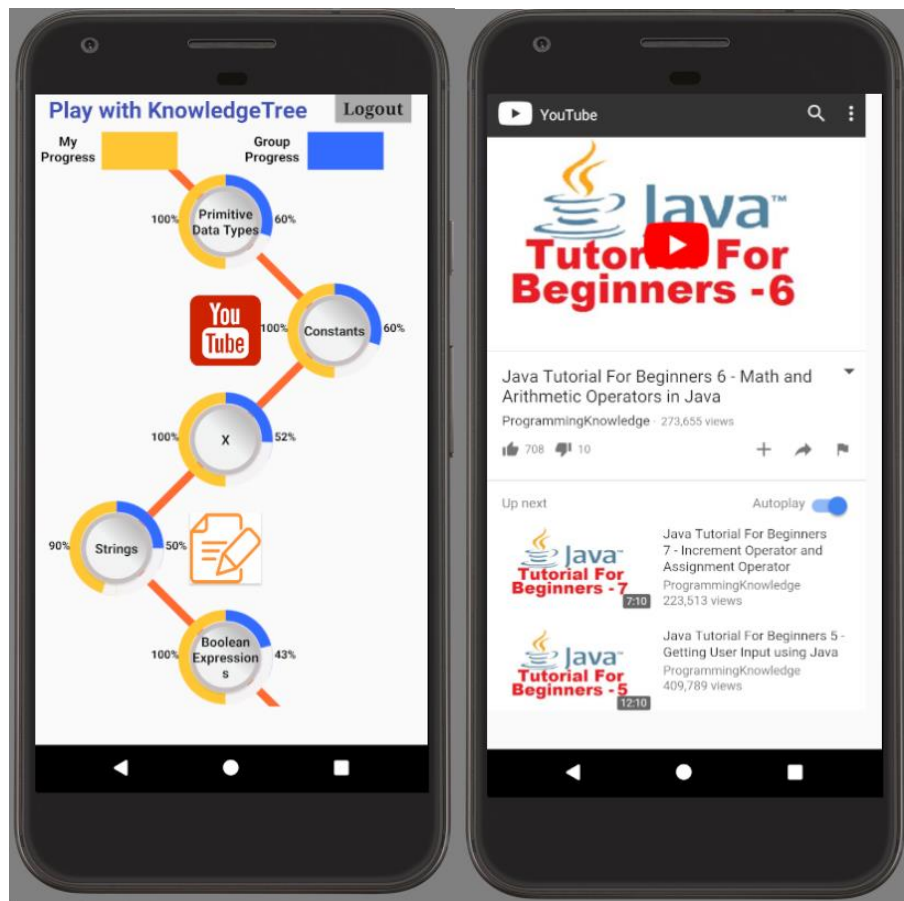 Play with KnowledgeTree
Logout
My
Progress
Group
Progress
100%
Primitive
Data Types
60%
You
Tube
100%
Constants
60%
100%
X
52%
90%
Strings
50%
100%
Boolean
Expression
s
43%
YouTube
Java™
Tutorial For
Beginners -6
Java Tutorial For Beginners 6 - Math and
Arithmetic Operators in Java
ProgrammingKnowledge · 273,655 views
708
10
Up next
Autoplay
Java™
Tutorial For
Beginners - 7
7:10
Java Tutorial For Beginners
7 - Increment Operator and
Assignment Operator
ProgrammingKnowledge
223,513 views
Java™
Tutorial For
Beginners - 5
12:10
Java Tutorial For Beginners 5 -
Getting User Input using Java
ProgrammingKnowledge
409,789 views